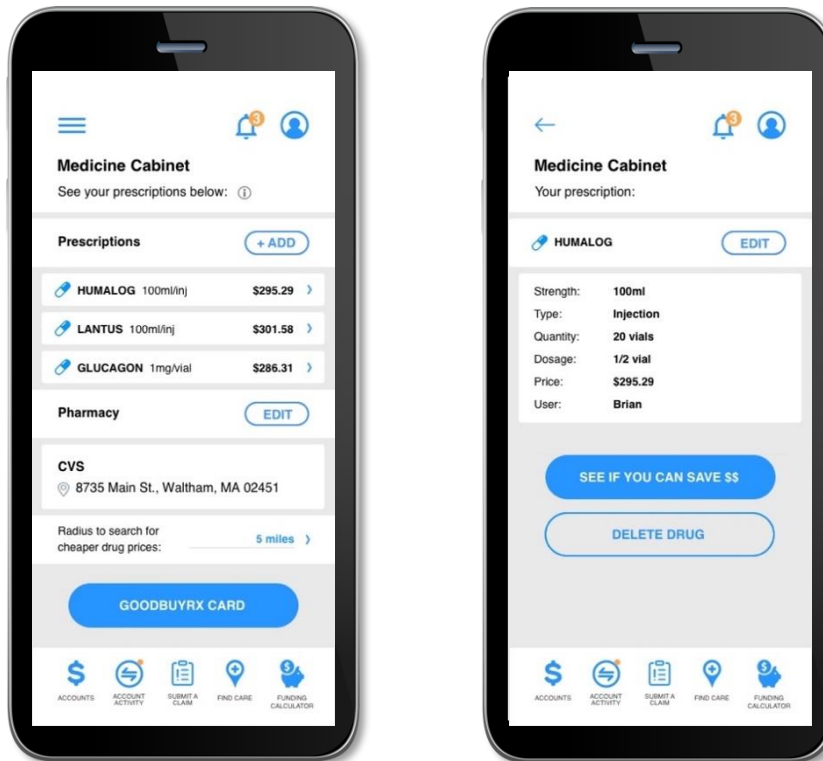 3
Medicine Cabinet
See your prescriptions below: i
Prescriptions
+ ADD
HUMALOG 100ml/inj $295.29
LANTUS 100ml/inj $301.58
GLUCAGON 1mg/vial $286.31
Pharmacy
EDIT
CVS
8735 Main St., Waltham, MA 02451
Radius to search for
cheaper drug prices:
5 miles
GOODBUYRX CARD
$
ACCOUNTS
ACCOUNT
ACTIVITY
SUBMIT A
CLAIM
FIND CARE
$
FUNDING
CALCULATOR
3
Medicine Cabinet
Your prescription:
HUMALOG
EDIT
Strength: 100ml
Type: Injection
Quantity: 20 vials
Dosage: 1/2 vial
Price: $295.29
User: Brian
SEE IF YOU CAN SAVE $$
DELETE DRUG
$
ACCOUNTS
ACCOUNT
ACTIVITY
SUBMIT A
CLAIM
FIND CARE
$
FUNDING
CALCULATOR